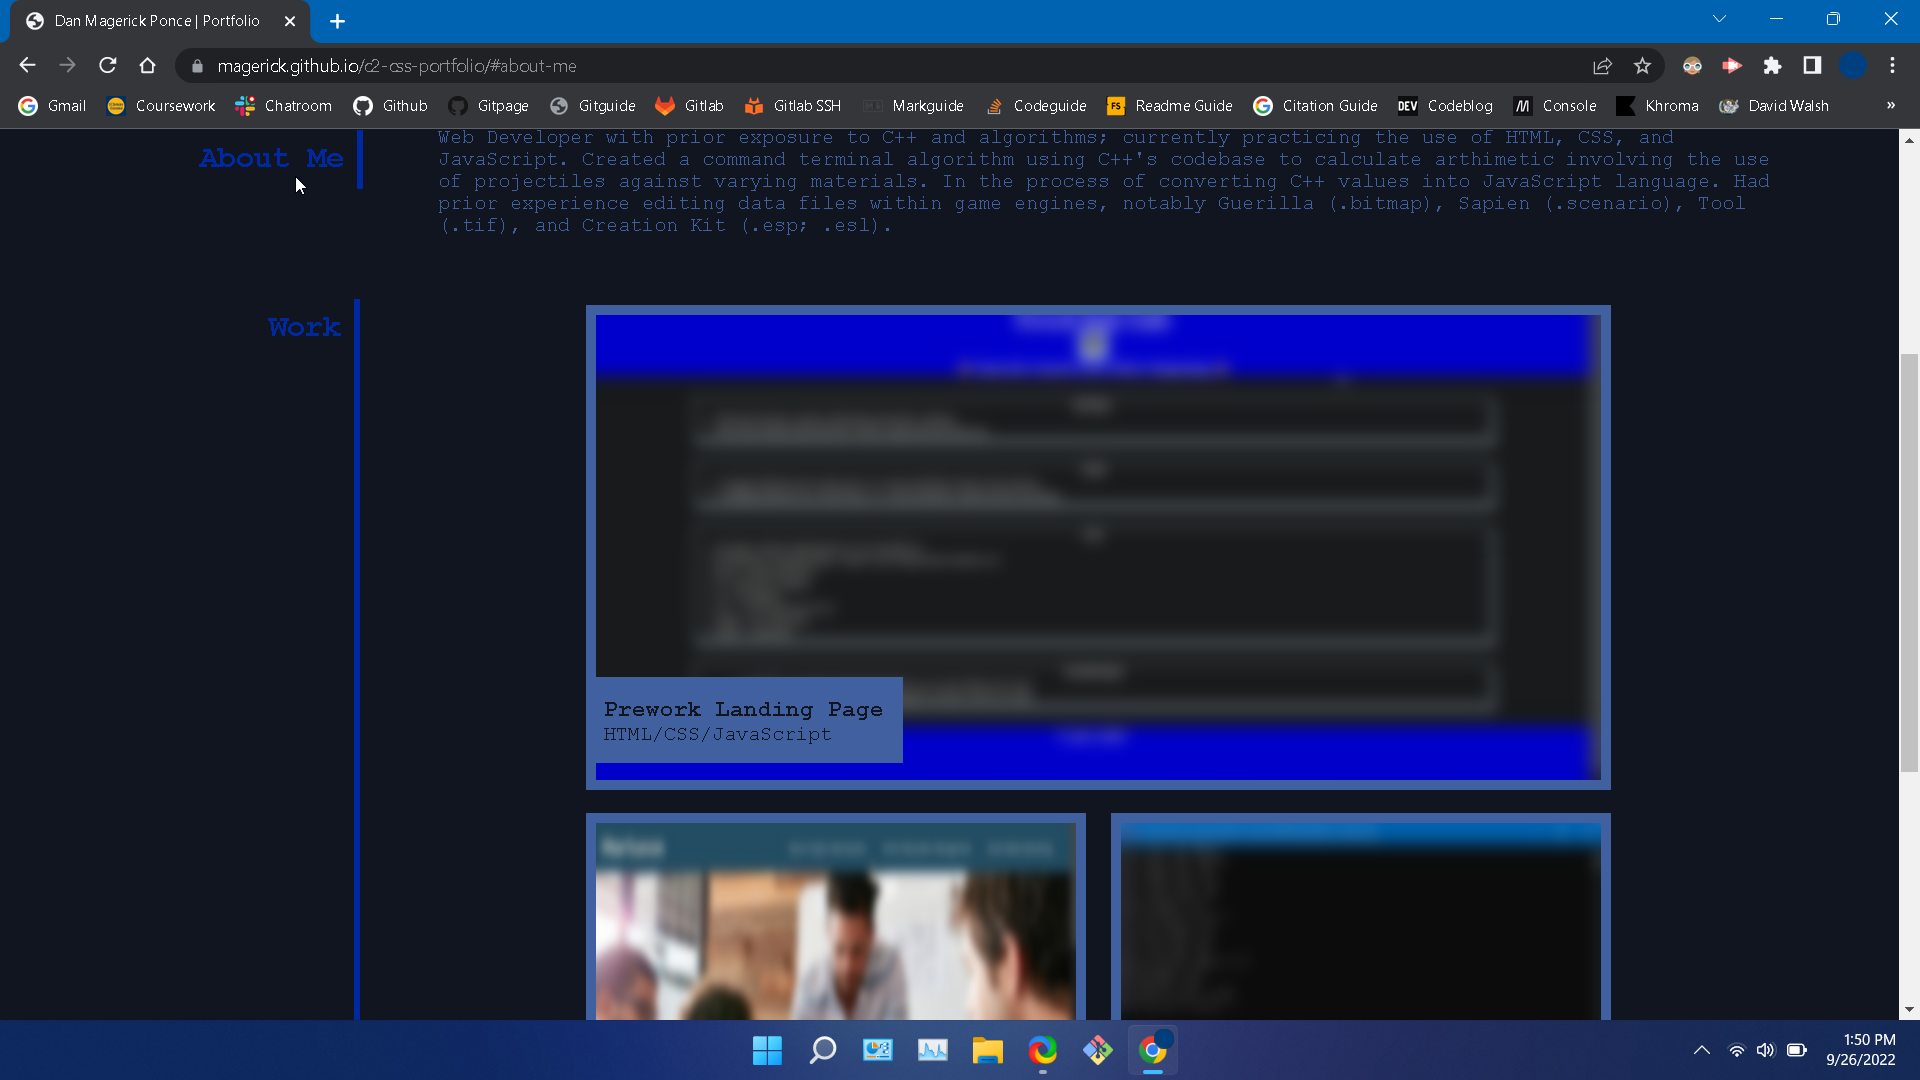 Dan Magerick Ponce | Portfolio
magerick.github.io/c2-css-portfolio/#about-me
Gmail Coursework Chatroom Github Gitpage Gitguide Gitlab Gitlab SSH Markguide Codeguide FS Readme Guide Citation Guide DEV Codeblog Console Khroma David Walsh »
About Me
Web Developer with prior exposure to C++ and algorithms; currently practicing the use of HTML, CSS, and
JavaScript. Created a command terminal algorithm using C++'s codebase to calculate arthimetic involving the use
of projectiles against varying materials. In the process of converting C++ values into JavaScript language. Had
prior experience editing data files within game engines, notably Guerilla (.bitmap), Sapien (.scenario), Tool
(.tif), and Creation Kit (.esp; .esl).
Work
Prework Landing Page
HTML/CSS/JavaScript
1:50 PM
9/26/2022